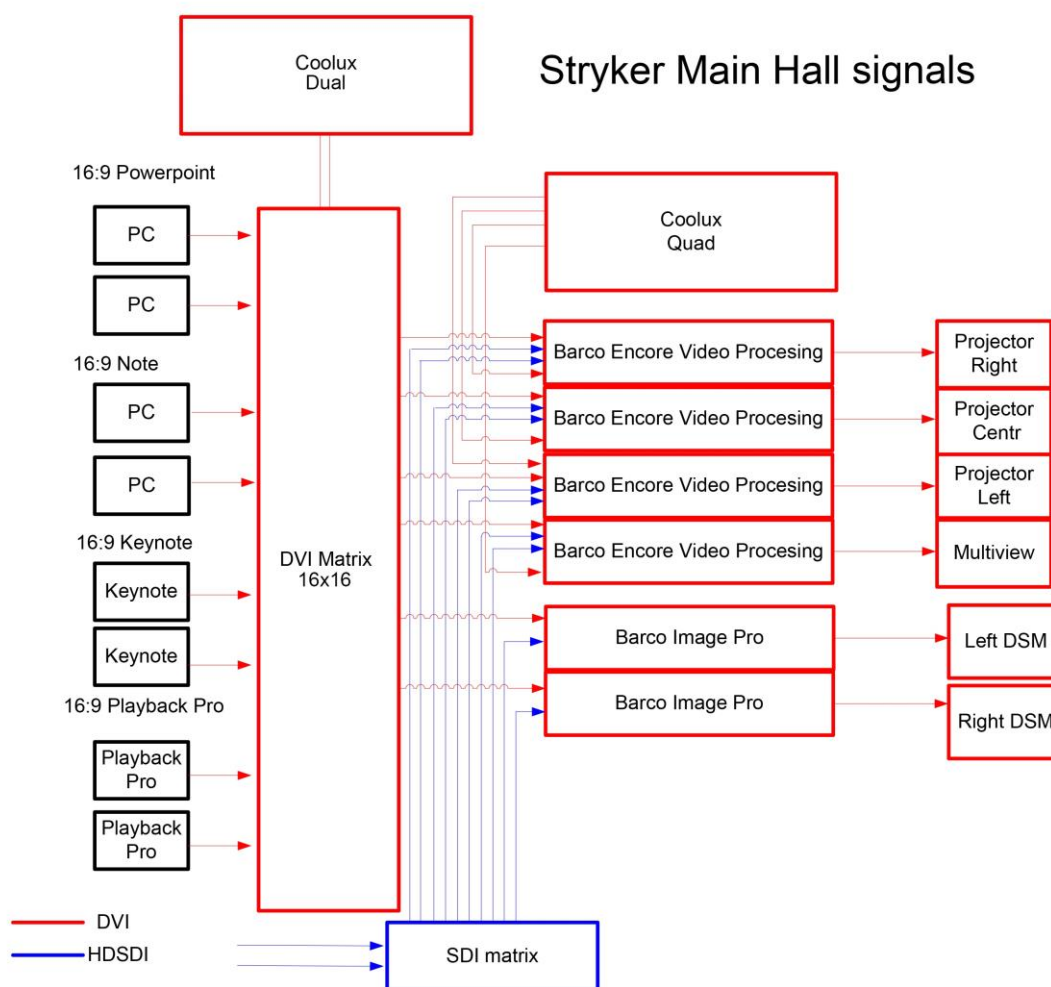 Coolux
Dual
Stryker Main Hall signals
16:9 Powerpoint
PC
PC
16:9 Note
PC
PC
16:9 Keynote
Keynote
Keynote
16:9 Playback Pro
Playback
Pro
Playback
Pro
DVI Matrix
16x16
Coolux
Quad
Barco Encore Video Procesing
Projector
Right
Barco Encore Video Procesing
Projector
Centr
Barco Encore Video Procesing
Projector
Left
Barco Encore Video Procesing
Multiview
Barco Image Pro
Left DSM
Barco Image Pro
Right DSM
DVI
HDSDI
SDI matrix